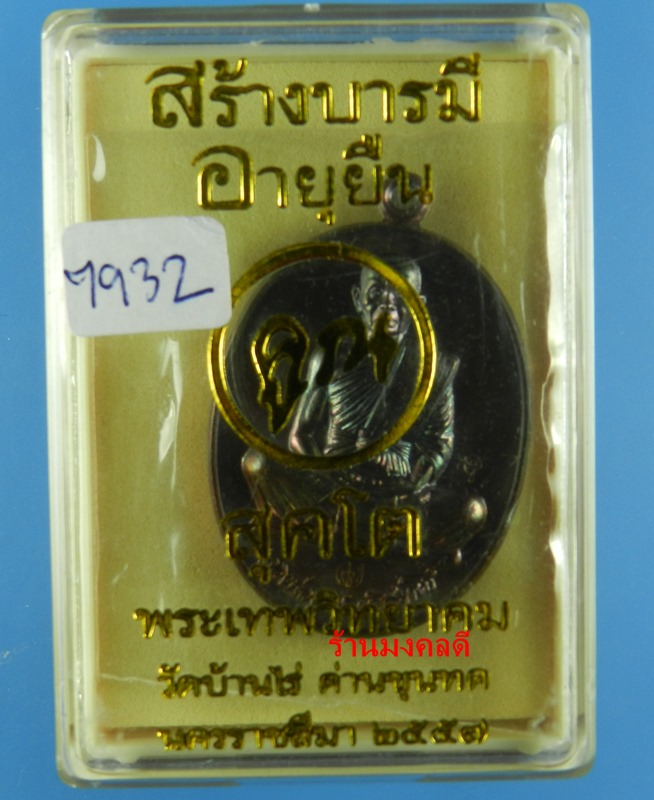 สร้างบารมี
อายุยืน
7932
คูณ
สุคโต
พระเทพวิทยาคม
ร้านมงคลดี
วัดบ้านไร่ ด่านขุนทด
นครราชสีมา ๒๕๕๗